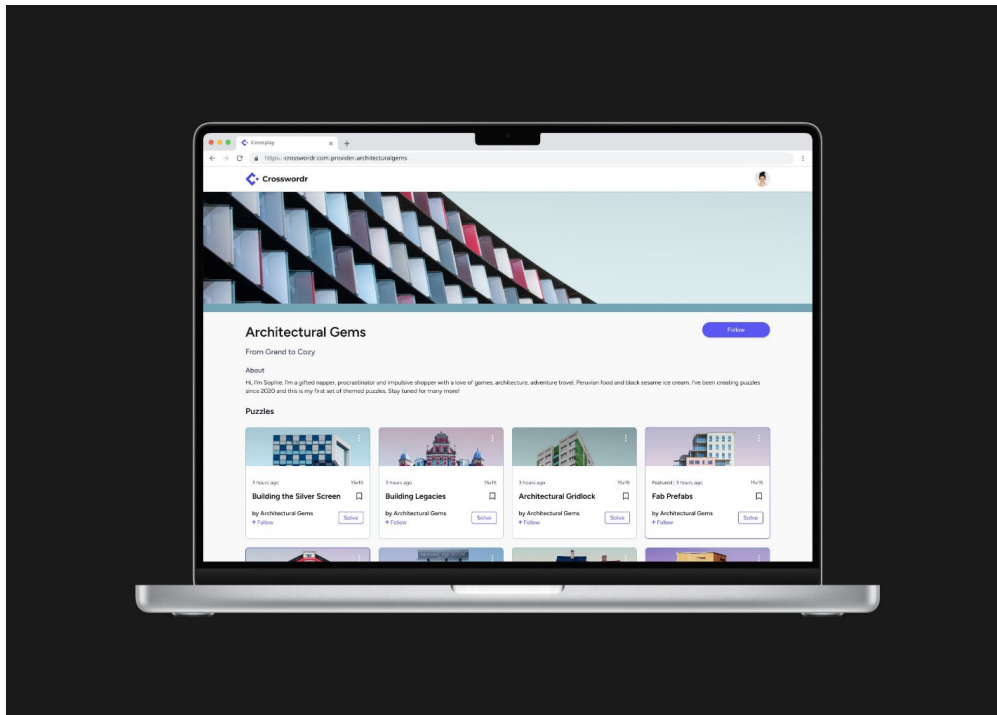 Crossplay
https://crosswordr.com.provider.architecturalgems
Crosswordr
Architectural Gems
Follow
From Grand to Cozy
About
Hi, I'm Sophie. I'm a gifted napper, procrastinator and impulsive shopper with a love of games, architecture, adventure travel, Peruvian food and black sesame ice cream. I've been creating puzzles
since 2020 and this is my first set of themed puzzles. Stay tuned for many more!
Puzzles
3 hours ago 15x15
Building the Silver Screen
by Architectural Gems
+ Follow
Solve
3 hours ago 15x15
Building Legacies
by Architectural Gems
+ Follow
Solve
3 hours ago 15x15
Architectural Gridlock
by Architectural Gems
+ Follow
Solve
Featured | 3 hours ago 15x15
Fab Prefabs
by Architectural Gems
+ Follow
Solve